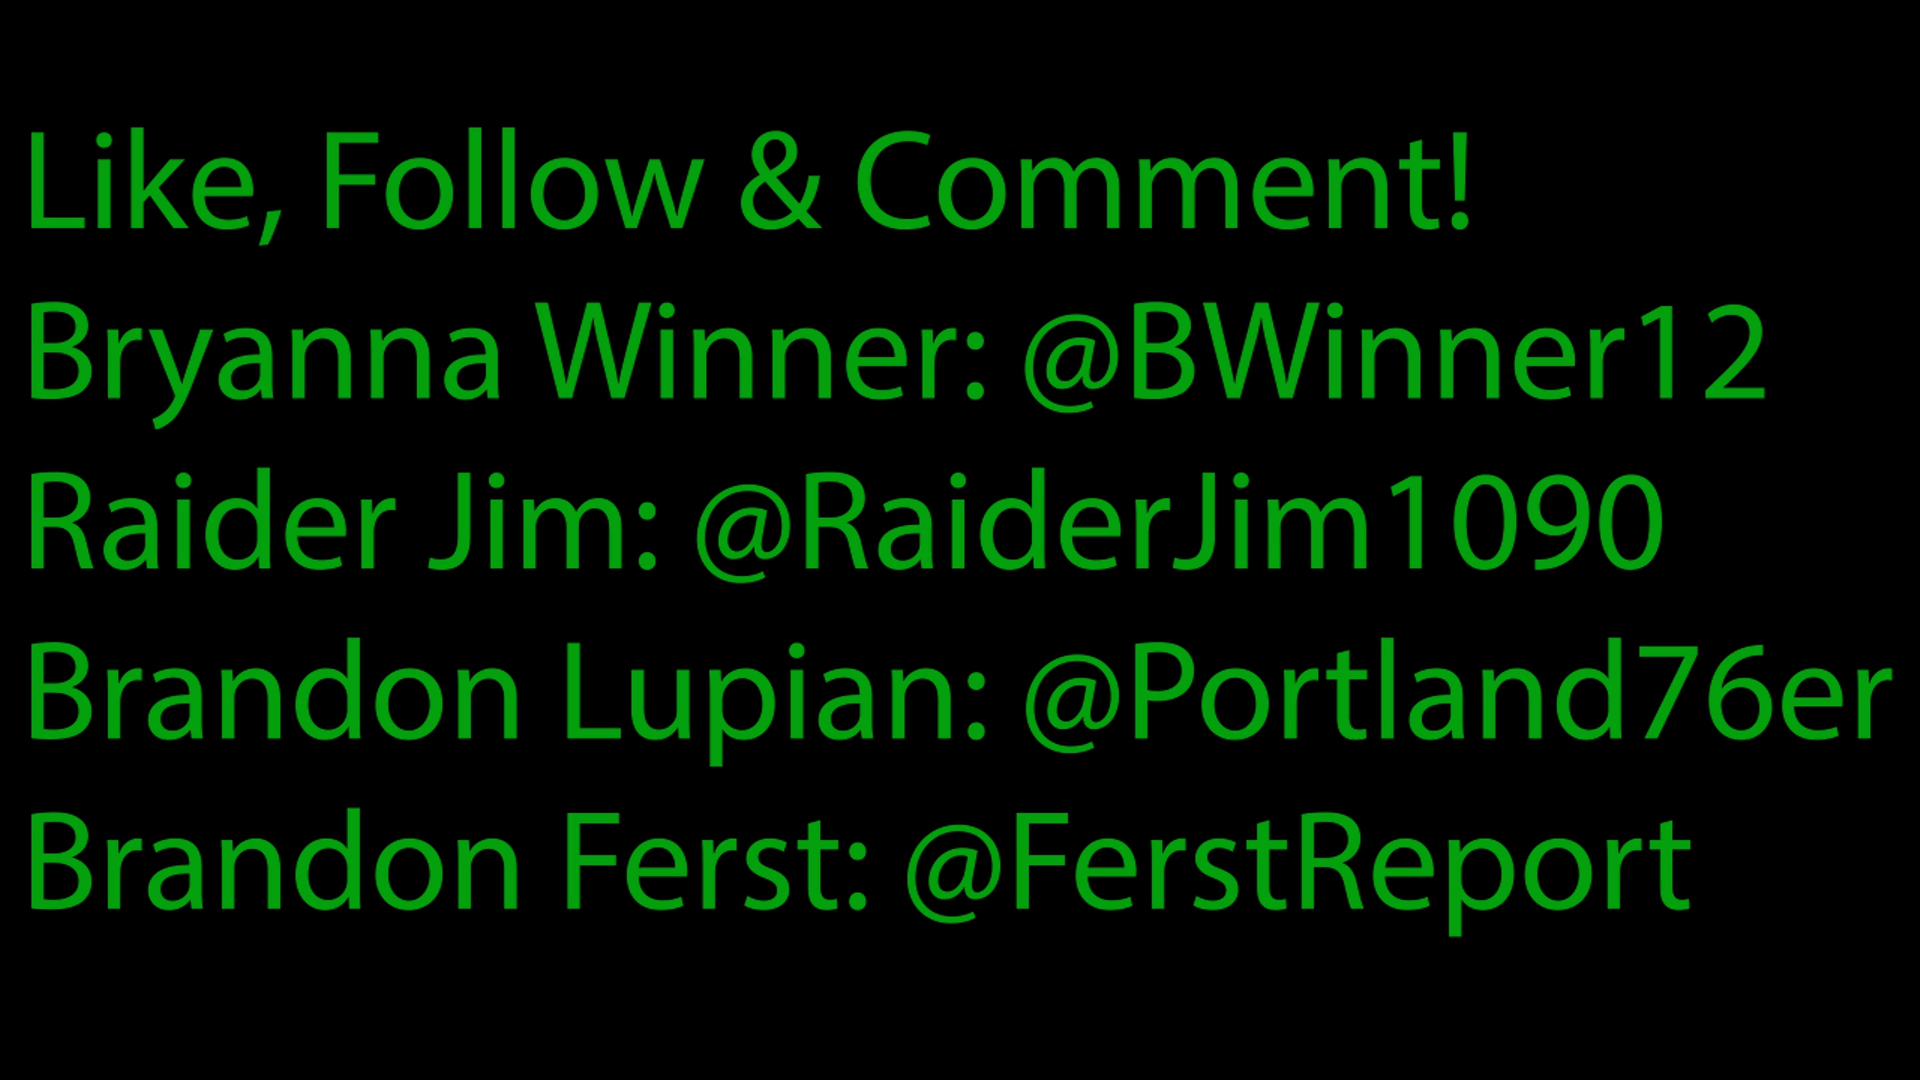 Like, Follow & Comment!
Bryanna Winner: @BWinner12
Raider Jim: @RaiderJim1090
Brandon Lupian: @Portland76er
Brandon Ferst: @FerstReport